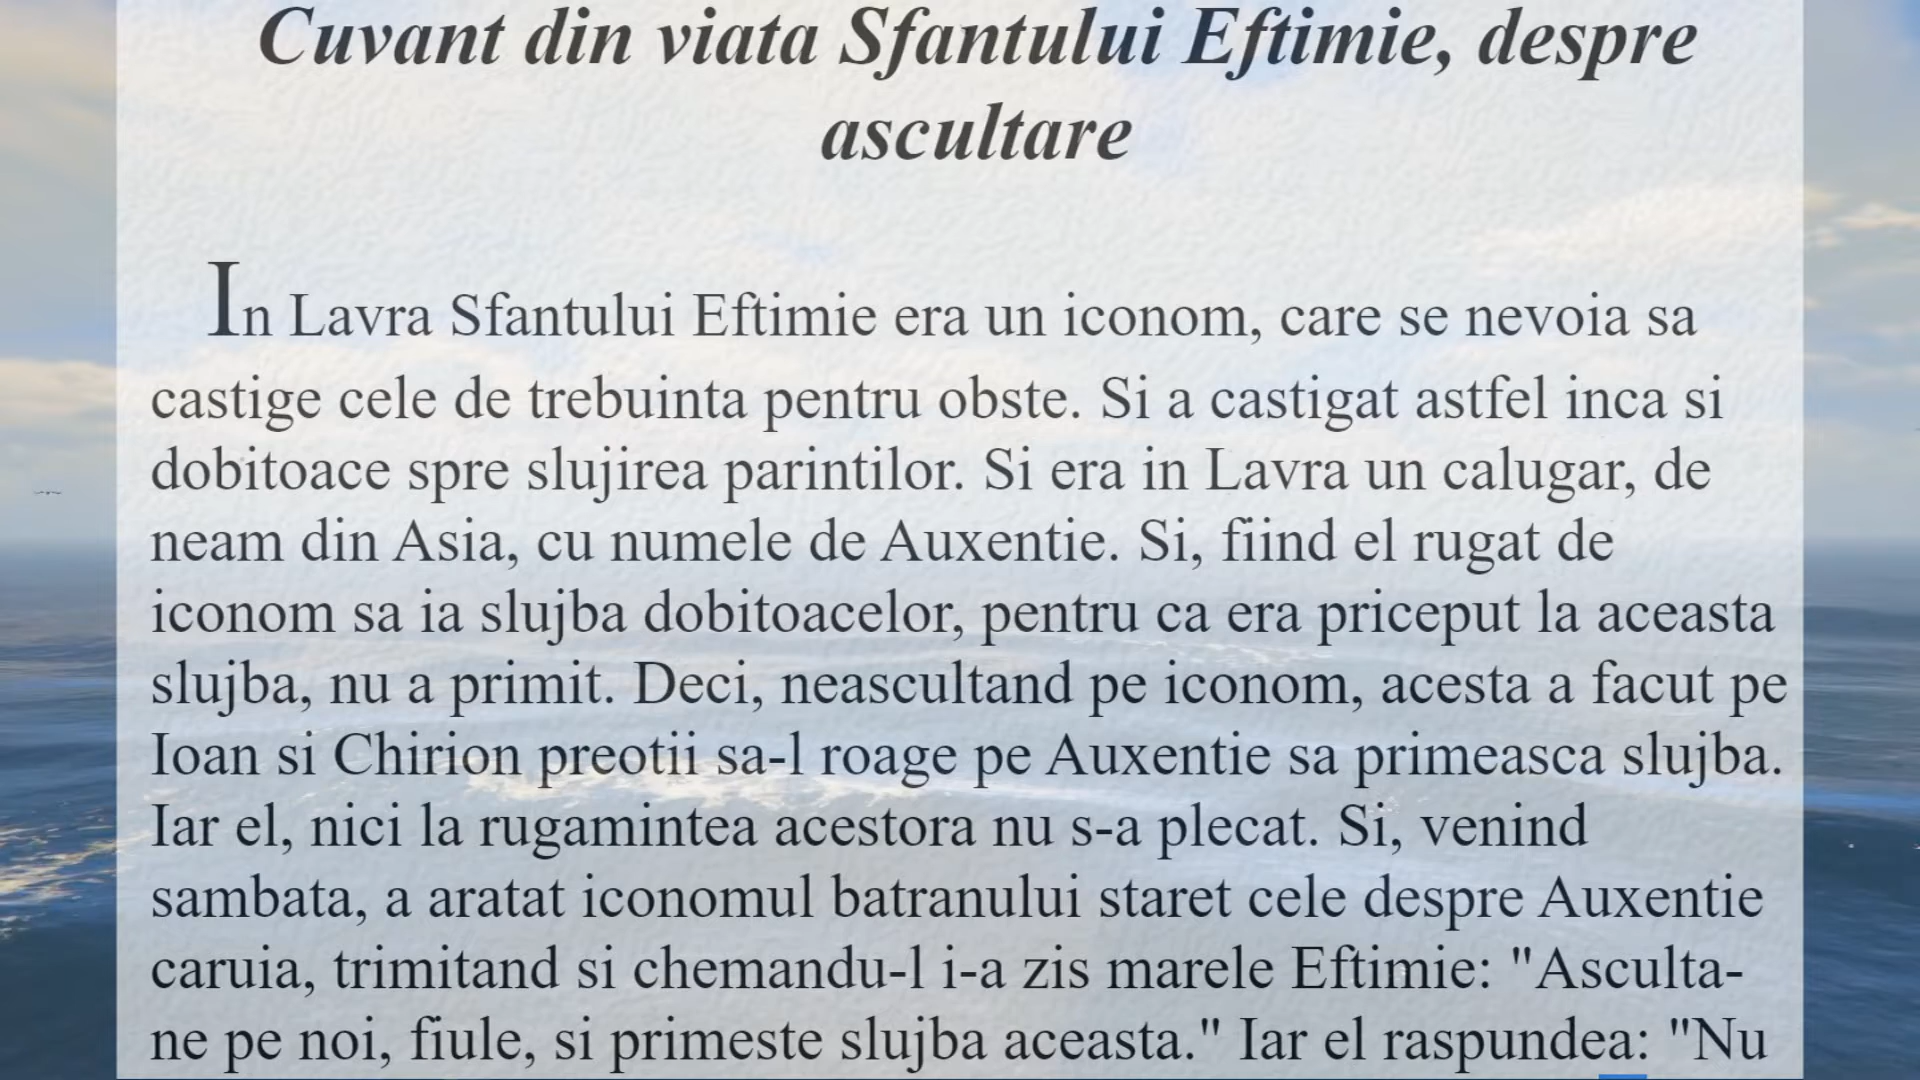 Cuvant din viata Sfantului Eftimie, despre
ascultare
In Lavra Sfantului Eftimie era un iconom, care se nevoia sa
castige cele de trebuinta pentru obste. Si a castigat astfel inca si
dobitoace spre slujirea parintilor. Si era in Lavra un calugar, de
neam din Asia, cu numele de Auxentie. Si, fiind el rugat de
iconom sa ia slujba dobitoacelor, pentru ca era priceput la aceasta
slujba, nu a primit. Deci, neascultand pe iconom, acesta a facut pe
Ioan si Chirion preotii sa-l roage pe Auxentie sa primeasca slujba.
Iar el, nici la rugamintea acestora nu s-a plecat. Si, venind
sambata, a aratat iconomul batranului staret cele despre Auxentie
caruia, trimitand si chemandu-l i-a zis marele Eftimie: "Asculta-
ne pe noi, fiule, si primeste slujba aceasta." Iar el raspundea: "Nu